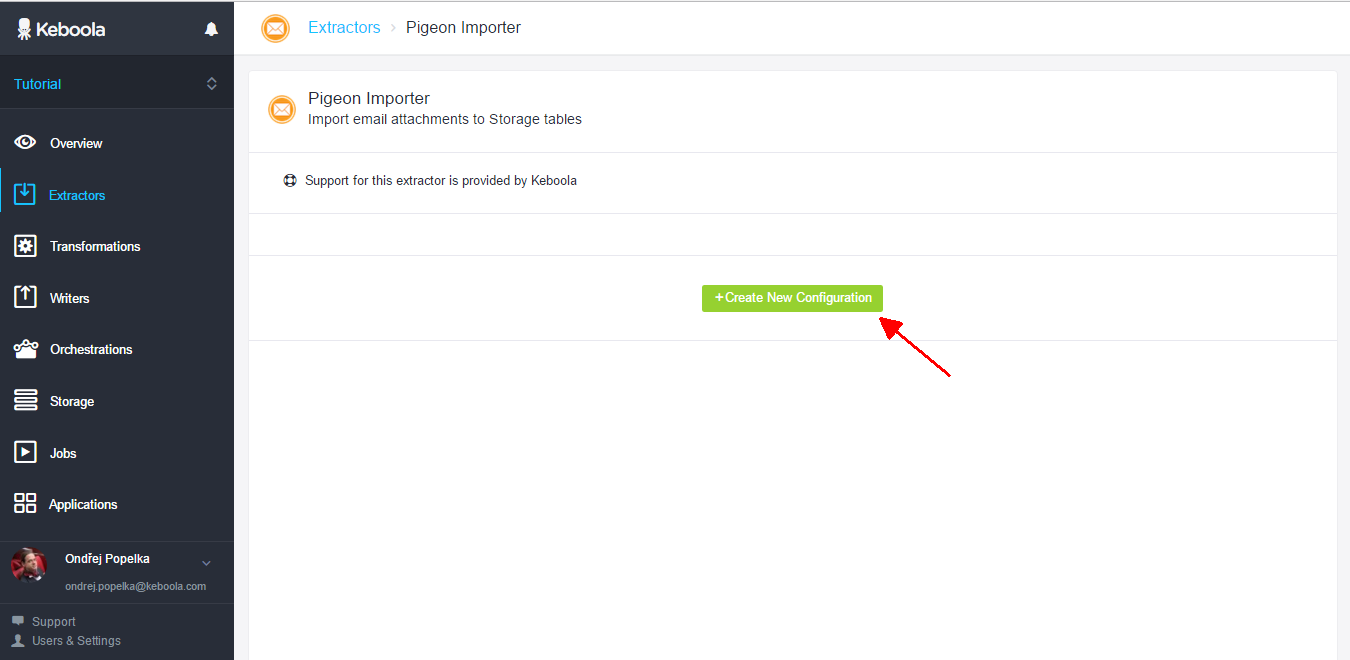 Keboola
Tutorial
Overview
Extractors
Transformations
Writers
Orchestrations
Storage
Jobs
Applications
Ondřej Popelka
ondrej.popelka@keboola.com
Support
Users & Settings
Extractors › Pigeon Importer
Pigeon Importer
Import email attachments to Storage tables
Support for this extractor is provided by Keboola
+Create New Configuration